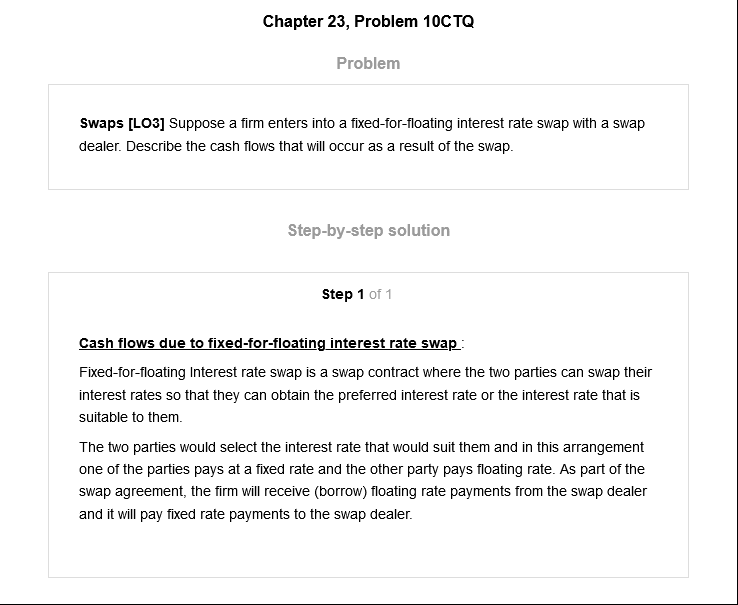 Chapter 23, Problem 10CTQ
Problem
Swaps [LO3] Suppose a firm enters into a fixed-for-floating interest rate swap with a swap
dealer. Describe the cash flows that will occur as a result of the swap.
Step-by-step solution
Step 1 of 1
Cash flows due to fixed-for-floating interest rate swap :
Fixed-for-floating Interest rate swap is a swap contract where the two parties can swap their
interest rates so that they can obtain the preferred interest rate or the interest rate that is
suitable to them.
The two parties would select the interest rate that would suit them and in this arrangement
one of the parties pays at a fixed rate and the other party pays floating rate. As part of the
swap agreement, the firm will receive (borrow) floating rate payments from the swap dealer
and it will pay fixed rate payments to the swap dealer.